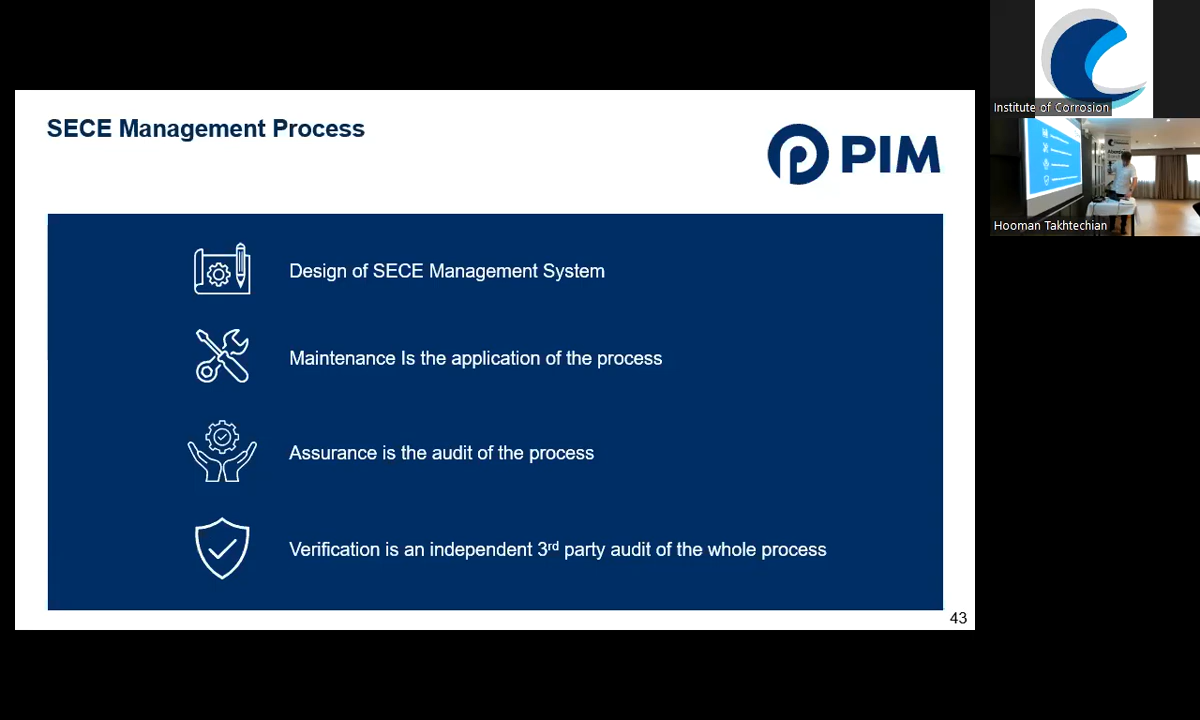 SECE Management Process
PIM
Design of SECE Management System
Maintenance Is the application of the process
Assurance is the audit of the process
Verification is an independent 3rd party audit of the whole process
43
Institute of Corrosion
Hooman Takhtechian